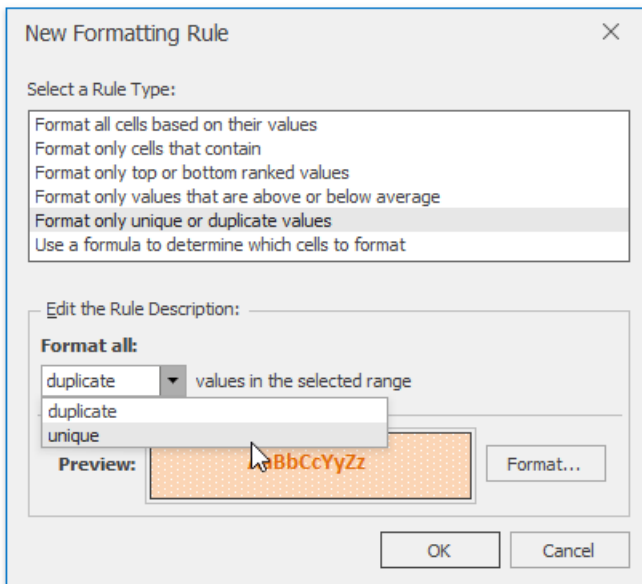 New Formatting Rule
Select a Rule Type:
Format all cells based on their values
Format only cells that contain
Format only top or bottom ranked values
Format only values that are above or below average
Format only unique or duplicate values
Use a formula to determine which cells to format
Edit the Rule Description:
Format all:
duplicate values in the selected range
duplicate
unique
Preview: BbCcYyZz Format...
OK Cancel